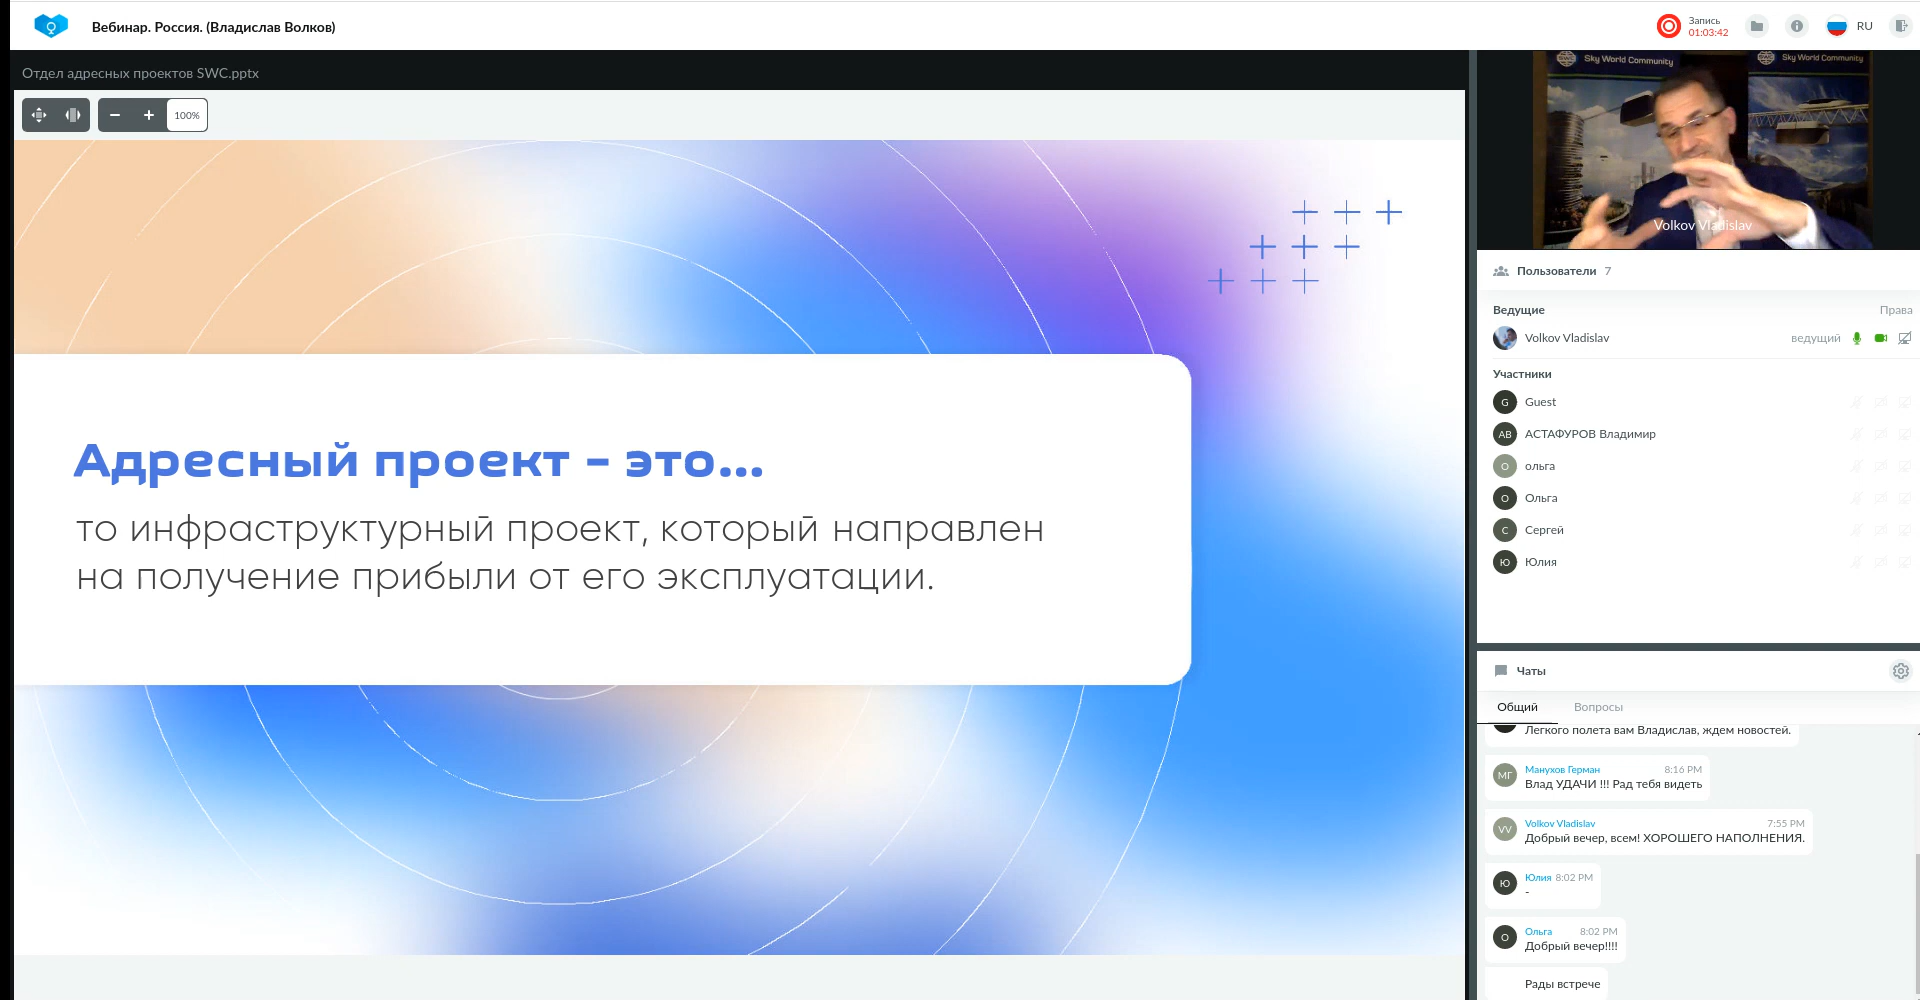 Вебинар. Россия. (Владислав Волков)
Запись
01:03:42
RU
Отдел адресных проектов SWC.pptx
100%
Адресный проект - это...
то инфраструктурный проект, который направлен
на получение прибыли от его эксплуатации.
Sky World Community
Sky World Community
Volkov Vladislav
Пользователи 7
Ведущие Права
Volkov Vladislav ведущий
Участники
G Guest
АВ АСТАФУРОВ Владимир
О ольга
О Ольга
С Сергей
Ю Юлия
Чаты
Общий Вопросы
Легкого полета вам Владислав, ждем новостей.
МГ Манухов Герман 8:16 PM
Влад УДАЧИ !!! Рад тебя видеть
VV Volkov Vladislav 7:55 PM
Добрый вечер, всем! ХОРОШЕГО НАПОЛНЕНИЯ.
Ю Юлия 8:02 PM
-
О Ольга 8:02 PM
Добрый вечер!!!!
Рады встрече